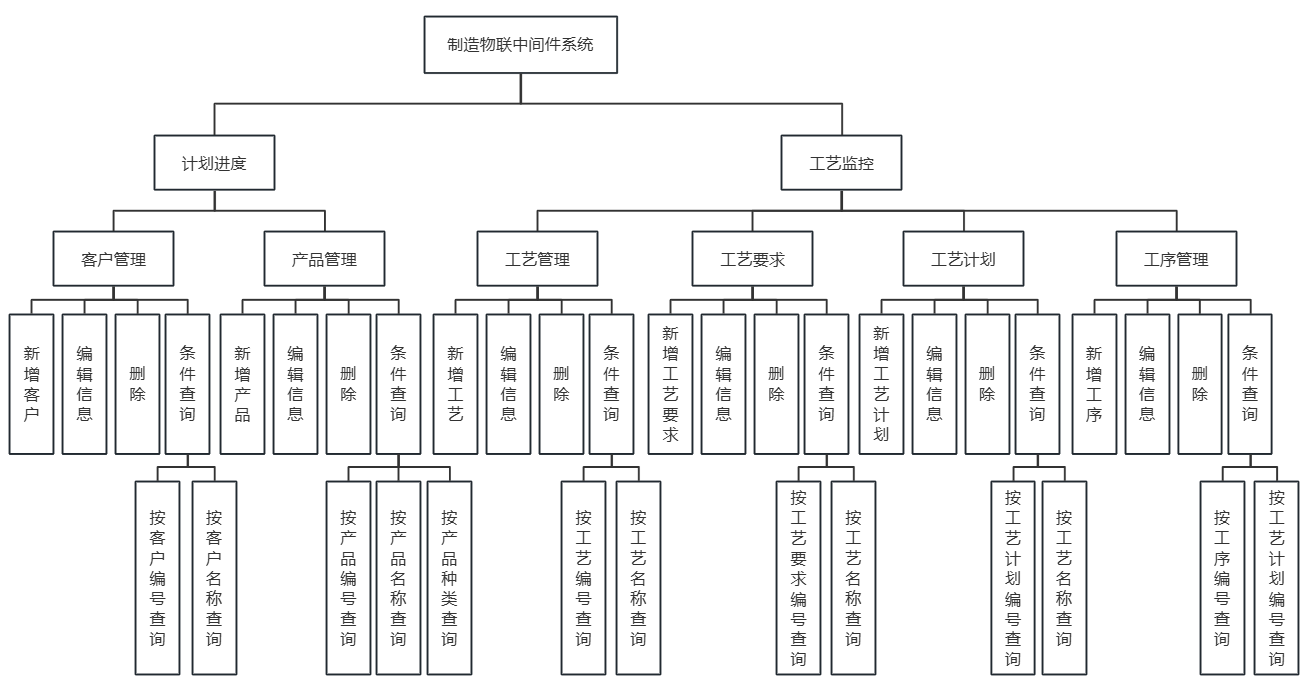 制造物联中间件系统
计划进度
工艺监控
客户管理
产品管理
工艺管理
工艺要求
工艺计划
工序管理
新增客户
编辑信息
删除
条件查询
新增产品
编辑信息
删除
条件查询
新增工艺
编辑信息
删除
条件查询
新增工艺要求
编辑信息
删除
条件查询
新增工艺计划
编辑信息
删除
条件查询
新增工序
编辑信息
删除
条件查询
按客户编号查询
按客户名称查询
按产品编号查询
按产品名称查询
按产品种类查询
按工艺编号查询
按工艺名称查询
按工艺要求编号查询
按工艺名称查询
按工艺计划编号查询
按工艺名称查询
按工序编号查询
按工艺计划编号查询